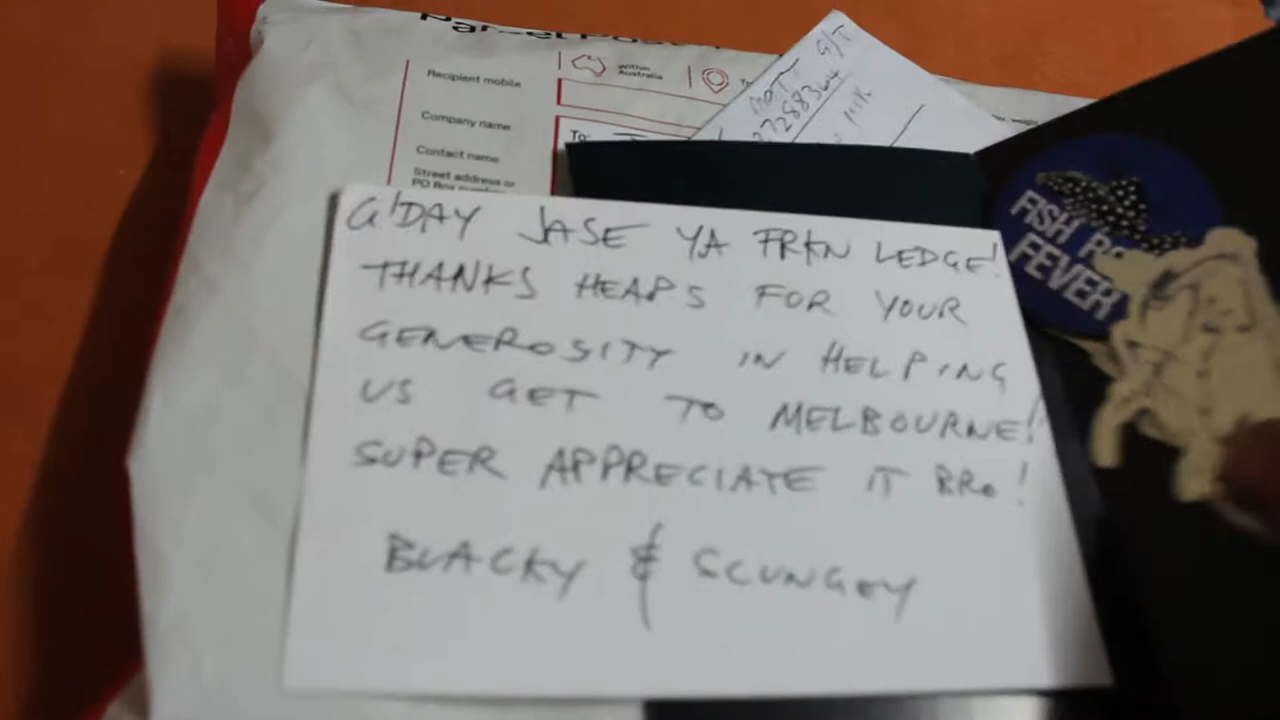 Parcel Post
Within
Australia
Recipient mobile
Company name
To:
Contact name
Street address or
PO Box number
G'DAY JASE YA FRKN LEDGE!
THANKS HEAPS FOR YOUR
GENEROSITY IN HELPING
US GET TO MELBOURNE!
SUPER APPRECIATE IT BRO!
BLACKY & SCUNGEY
FISH
FEVER